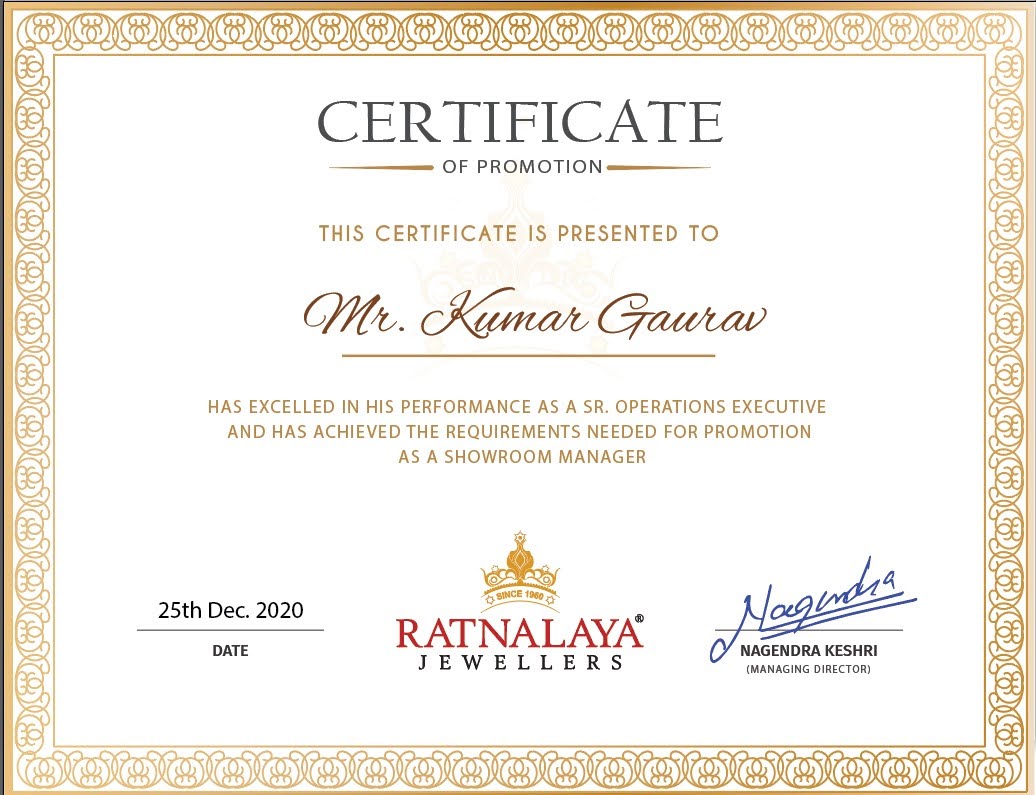 CERTIFICATE
OF PROMOTION
THIS CERTIFICATE IS PRESENTED TO
Mr. Kumar Gaurav
HAS EXCELLED IN HIS PERFORMANCE AS A SR. OPERATIONS EXECUTIVE
AND HAS ACHIEVED THE REQUIREMENTS NEEDED FOR PROMOTION
AS A SHOWROOM MANAGER
25th Dec. 2020
DATE
SINCE 1960
RATNALAYA®
JEWELLERS
Nagendra
NAGENDRA KESHRI
(MANAGING DIRECTOR)